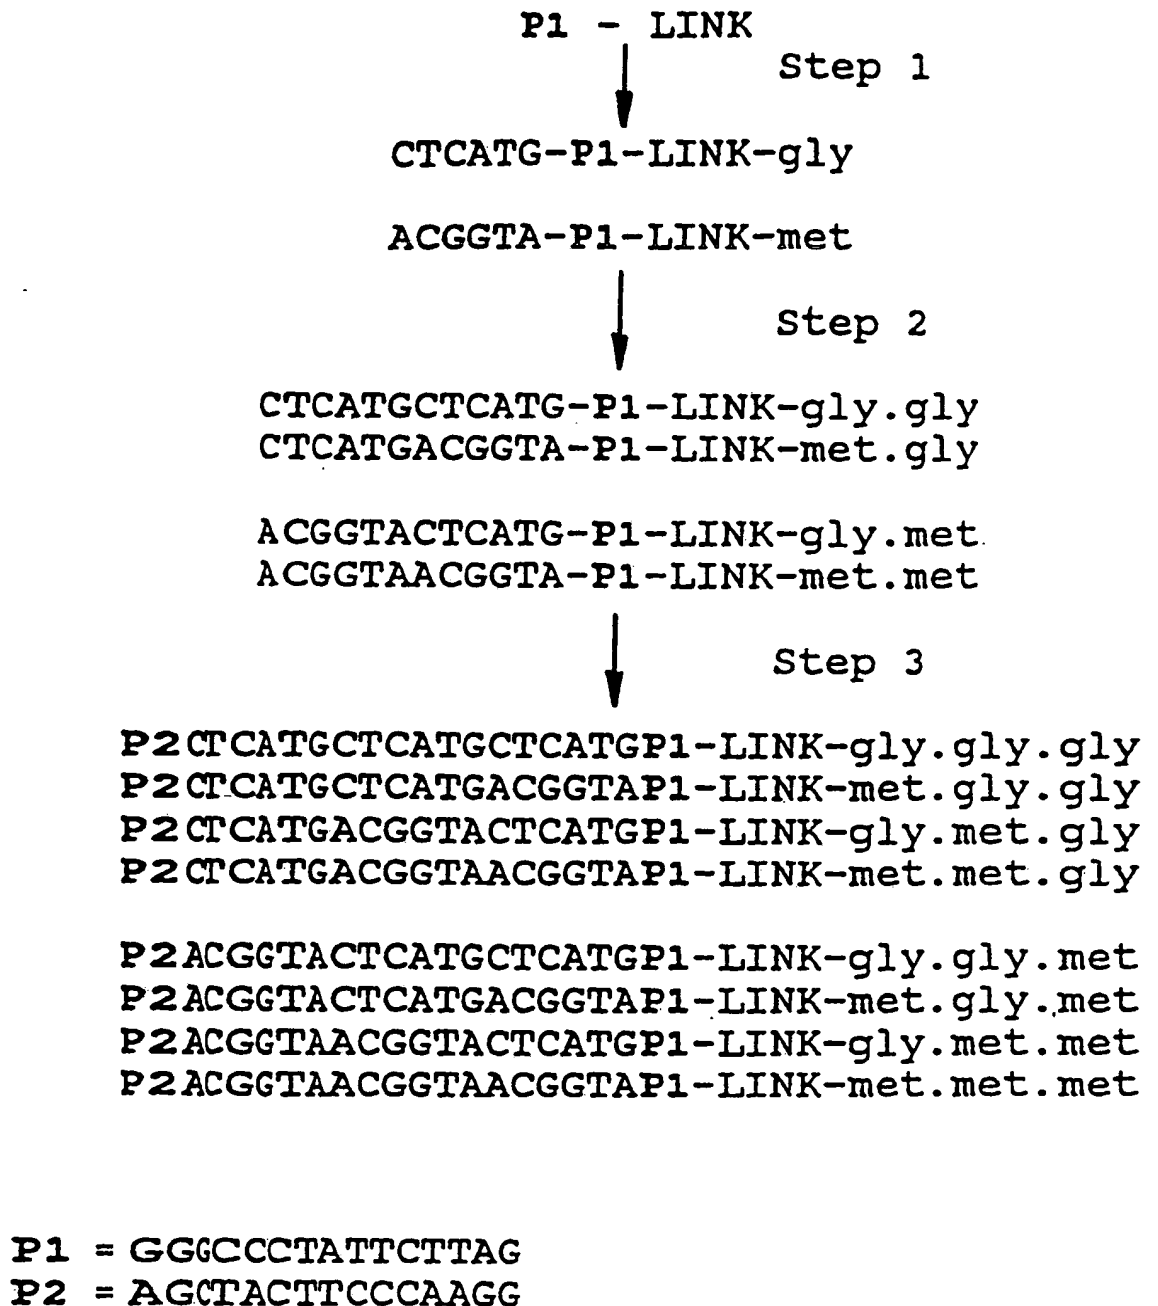 P1 - LINK
Step 1
CTCATG-P1-LINK-gly
ACGGTA-P1-LINK-met
Step 2
CTCATGCTCATG-P1-LINK-gly.gly
CTCATGACGGTA-P1-LINK-met.gly
ACGGTACTCATG-P1-LINK-gly.met
ACGGTAACGGTA-P1-LINK-met.met
Step 3
P2CTCATGCTCATGCTCATGP1-LINK-gly.gly.gly
P2CTCATGCTCATGACGGTAP1-LINK-met.gly.gly
P2CTCATGACGGTACTCATGP1-LINK-gly.met.gly
P2CTCATGACGGTAACGGTAP1-LINK-met.met.gly
P2ACGGTACTCATGCTCATGP1-LINK-gly.gly.met
P2ACGGTACTCATGACGGTAP1-LINK-met.gly.met
P2ACGGTAACGGTACTCATGP1-LINK-gly.met.met
P2ACGGTAACGGTAACGGTAP1-LINK-met.met.met
P1 = GGGCCCTATTCTTAG
P2 = AGCTACTTCCCAAGG